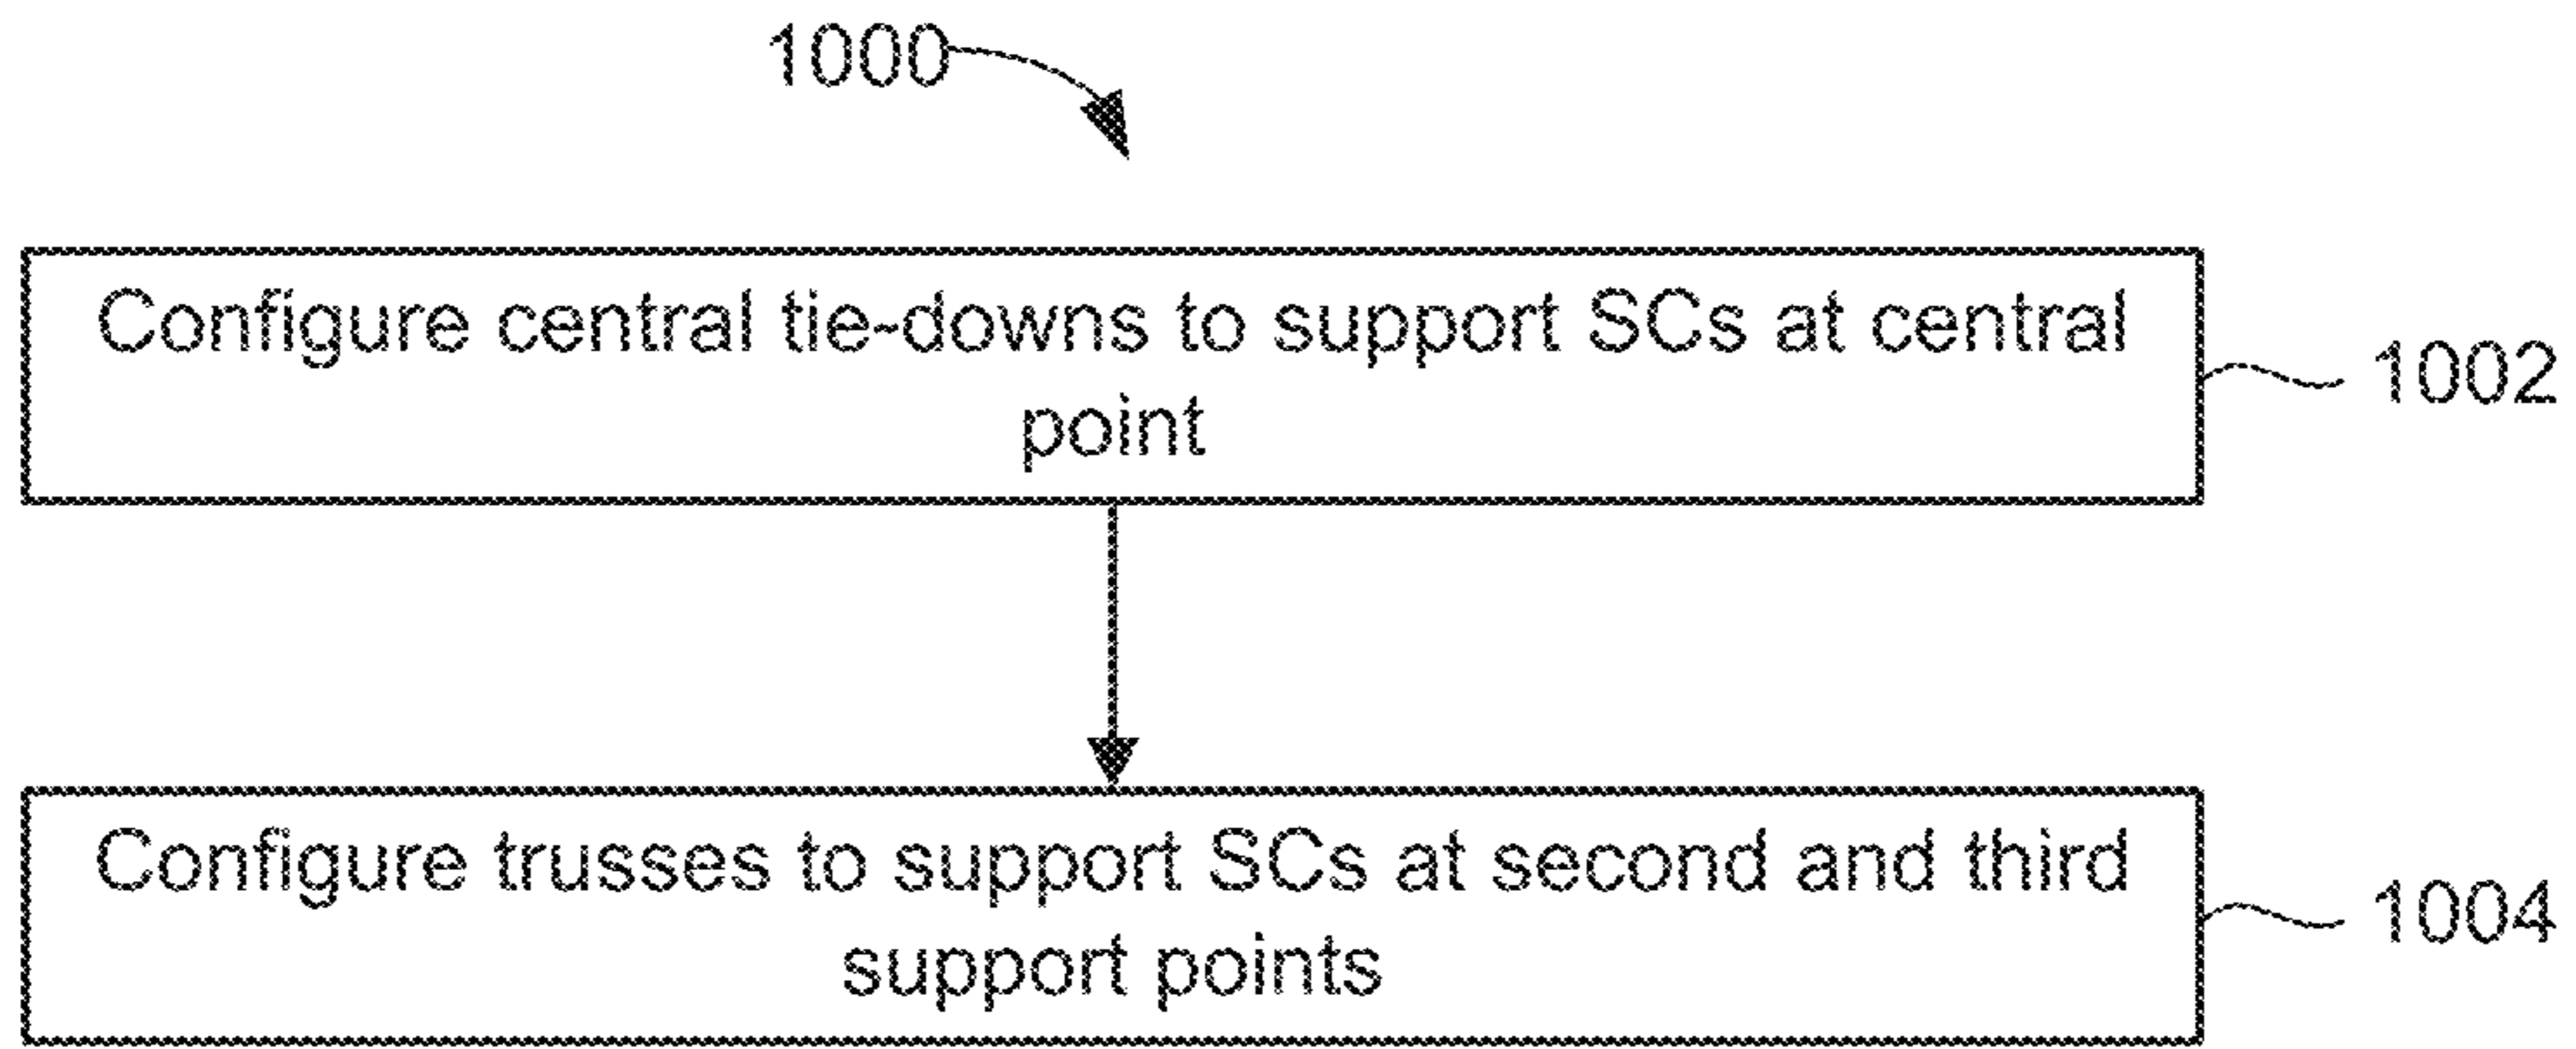 1000
Configure central tie-downs to support SCs at central
point
1002
Configure trusses to support SCs at second and third
support points
1004